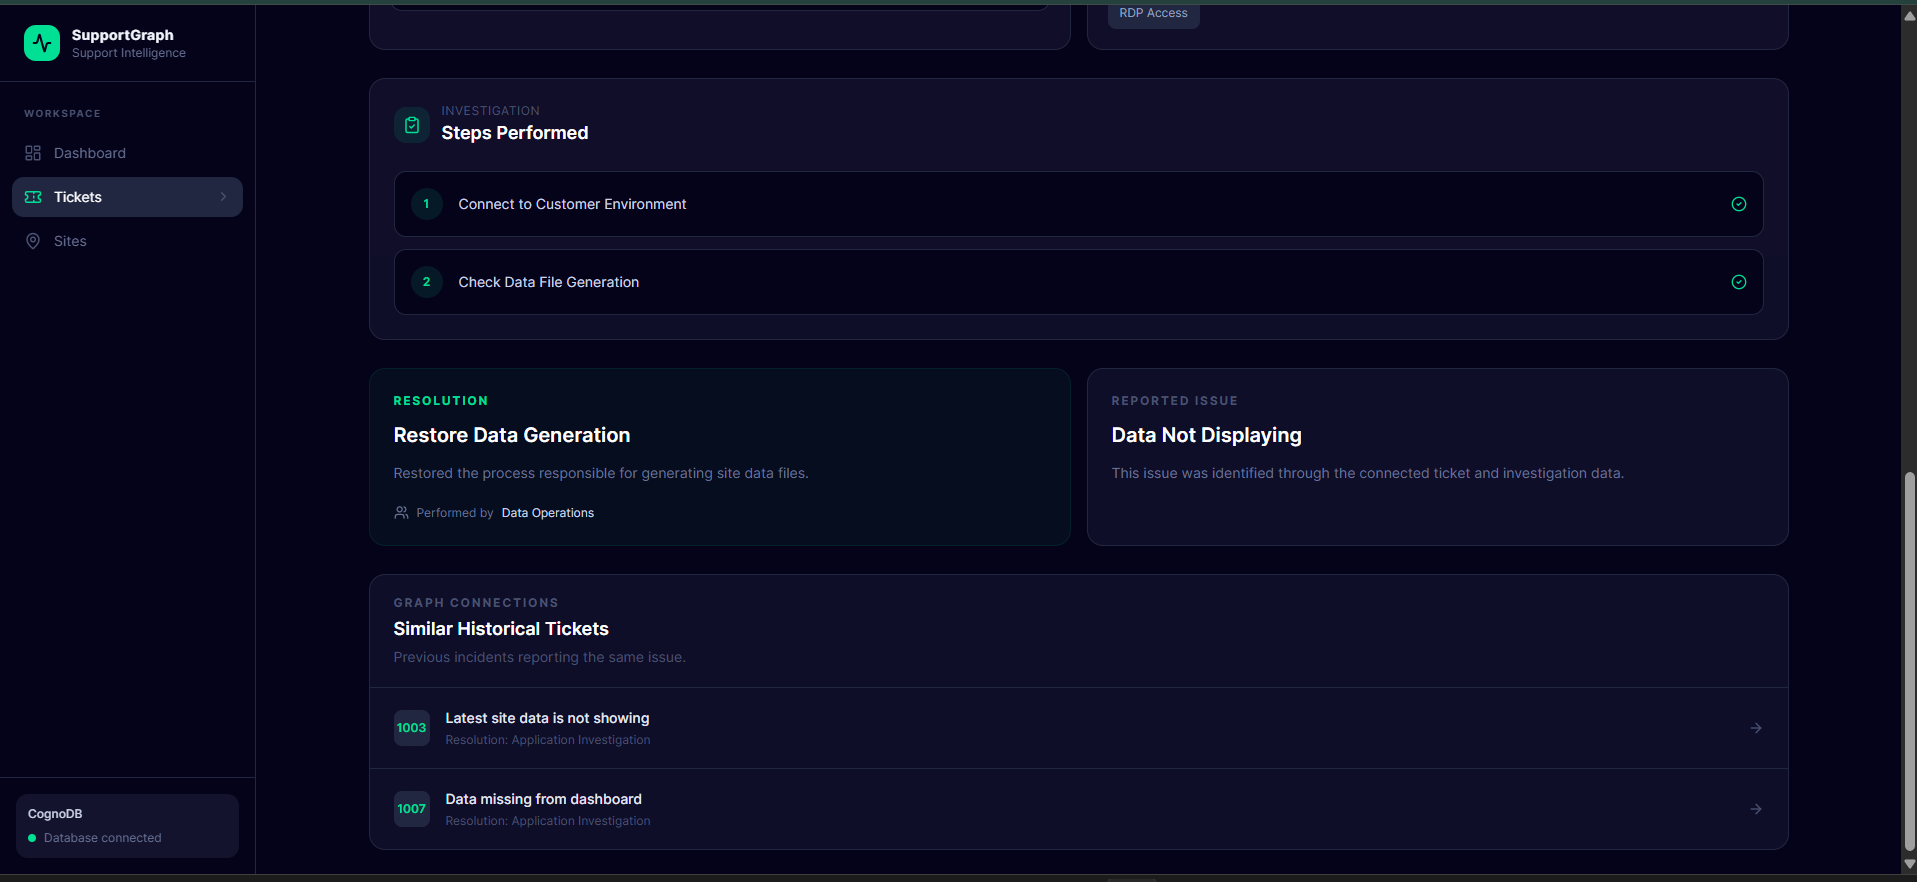 SupportGraph
Support Intelligence
WORKSPACE
Dashboard
Tickets
Sites
CognoDB
Database connected
RDP Access
INVESTIGATION
Steps Performed
1 Connect to Customer Environment
2 Check Data File Generation
RESOLUTION
Restore Data Generation
Restored the process responsible for generating site data files.
Performed by Data Operations
REPORTED ISSUE
Data Not Displaying
This issue was identified through the connected ticket and investigation data.
GRAPH CONNECTIONS
Similar Historical Tickets
Previous incidents reporting the same issue.
1003 Latest site data is not showing
Resolution: Application Investigation
1007 Data missing from dashboard
Resolution: Application Investigation